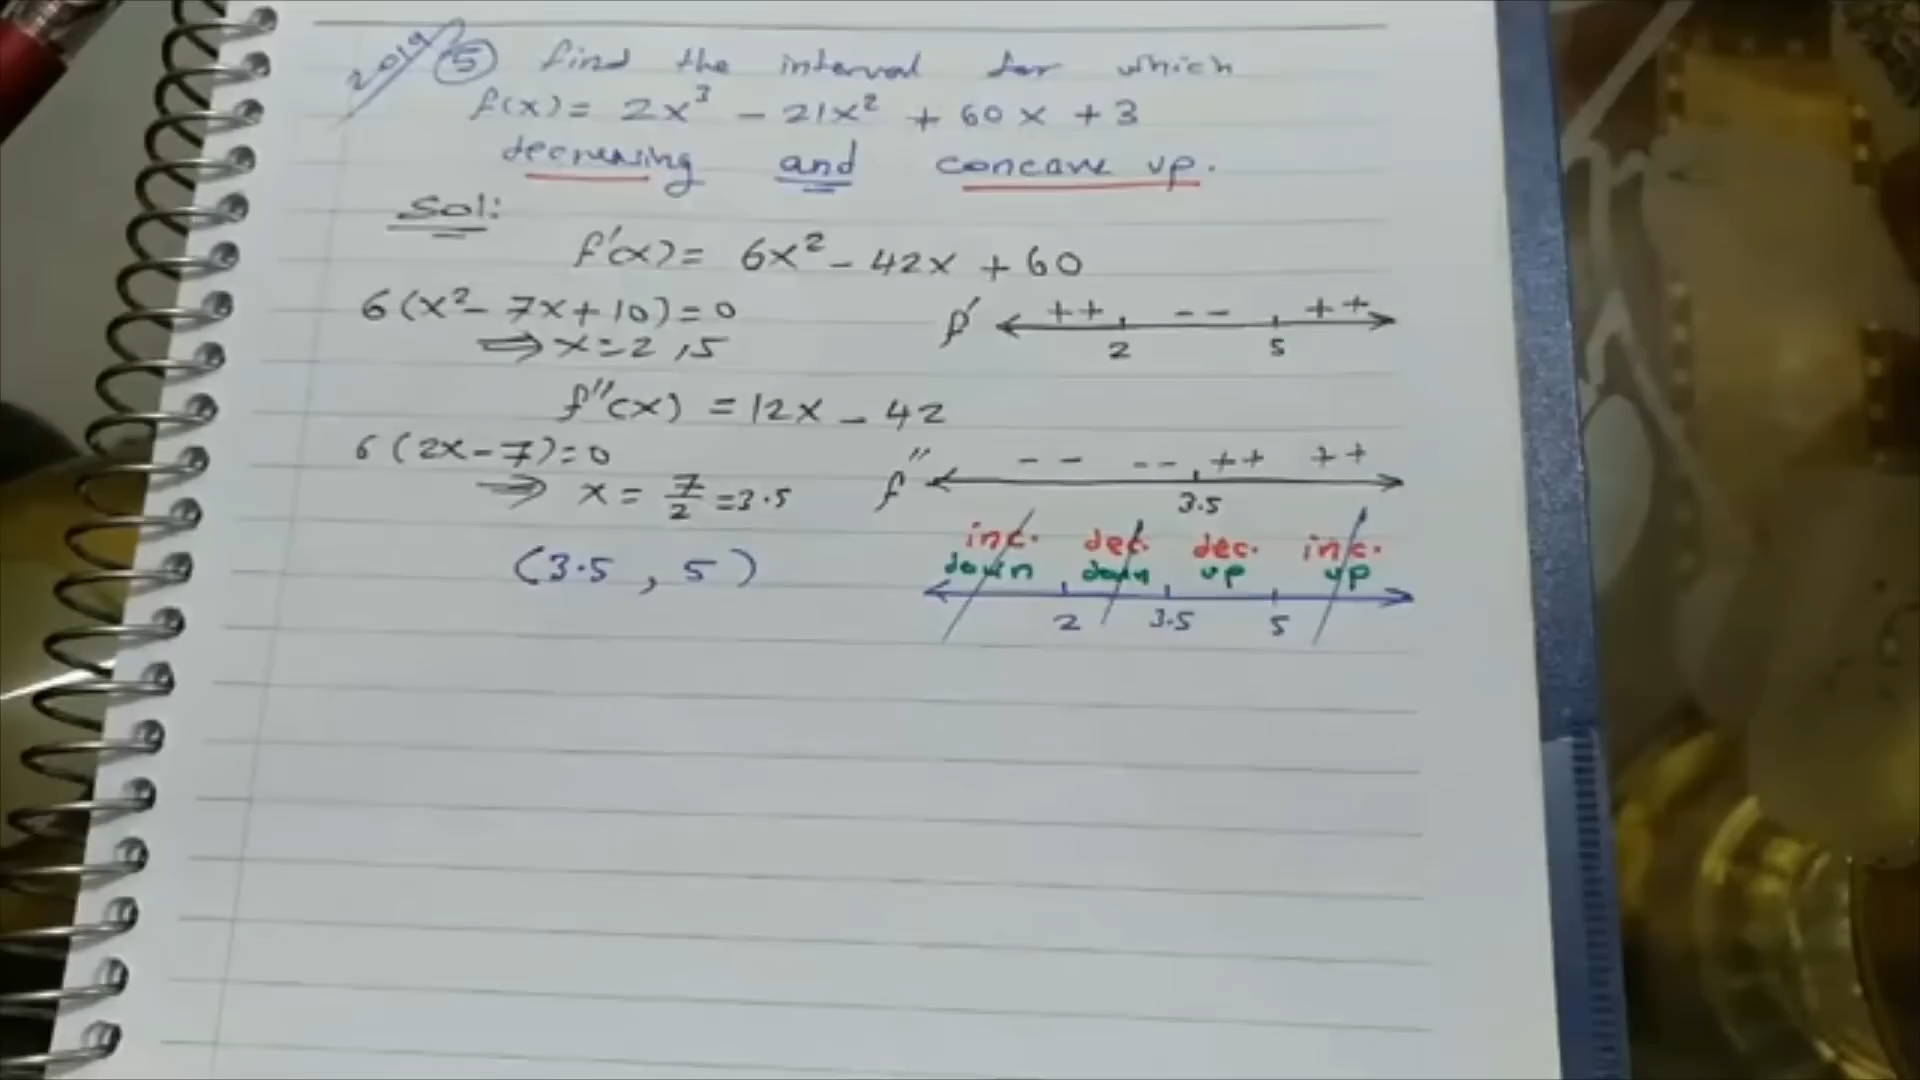 2019 ⑤ find the interval for which
f(x) = 2x³ - 21x² + 60x + 3
decreasing and concave up.
Sol:
f'(x) = 6x² - 42x + 60
6(x² - 7x + 10) = 0
⇒ x = 2, 5
f' ++ -- ++
2 5
f''(x) = 12x - 42
6(2x - 7) = 0
⇒ x = 7/2 = 3.5
f'' -- -- ++ ++
3.5
(3.5, 5)
inc. dec. dec. inc.
down down up up
2 3.5 5